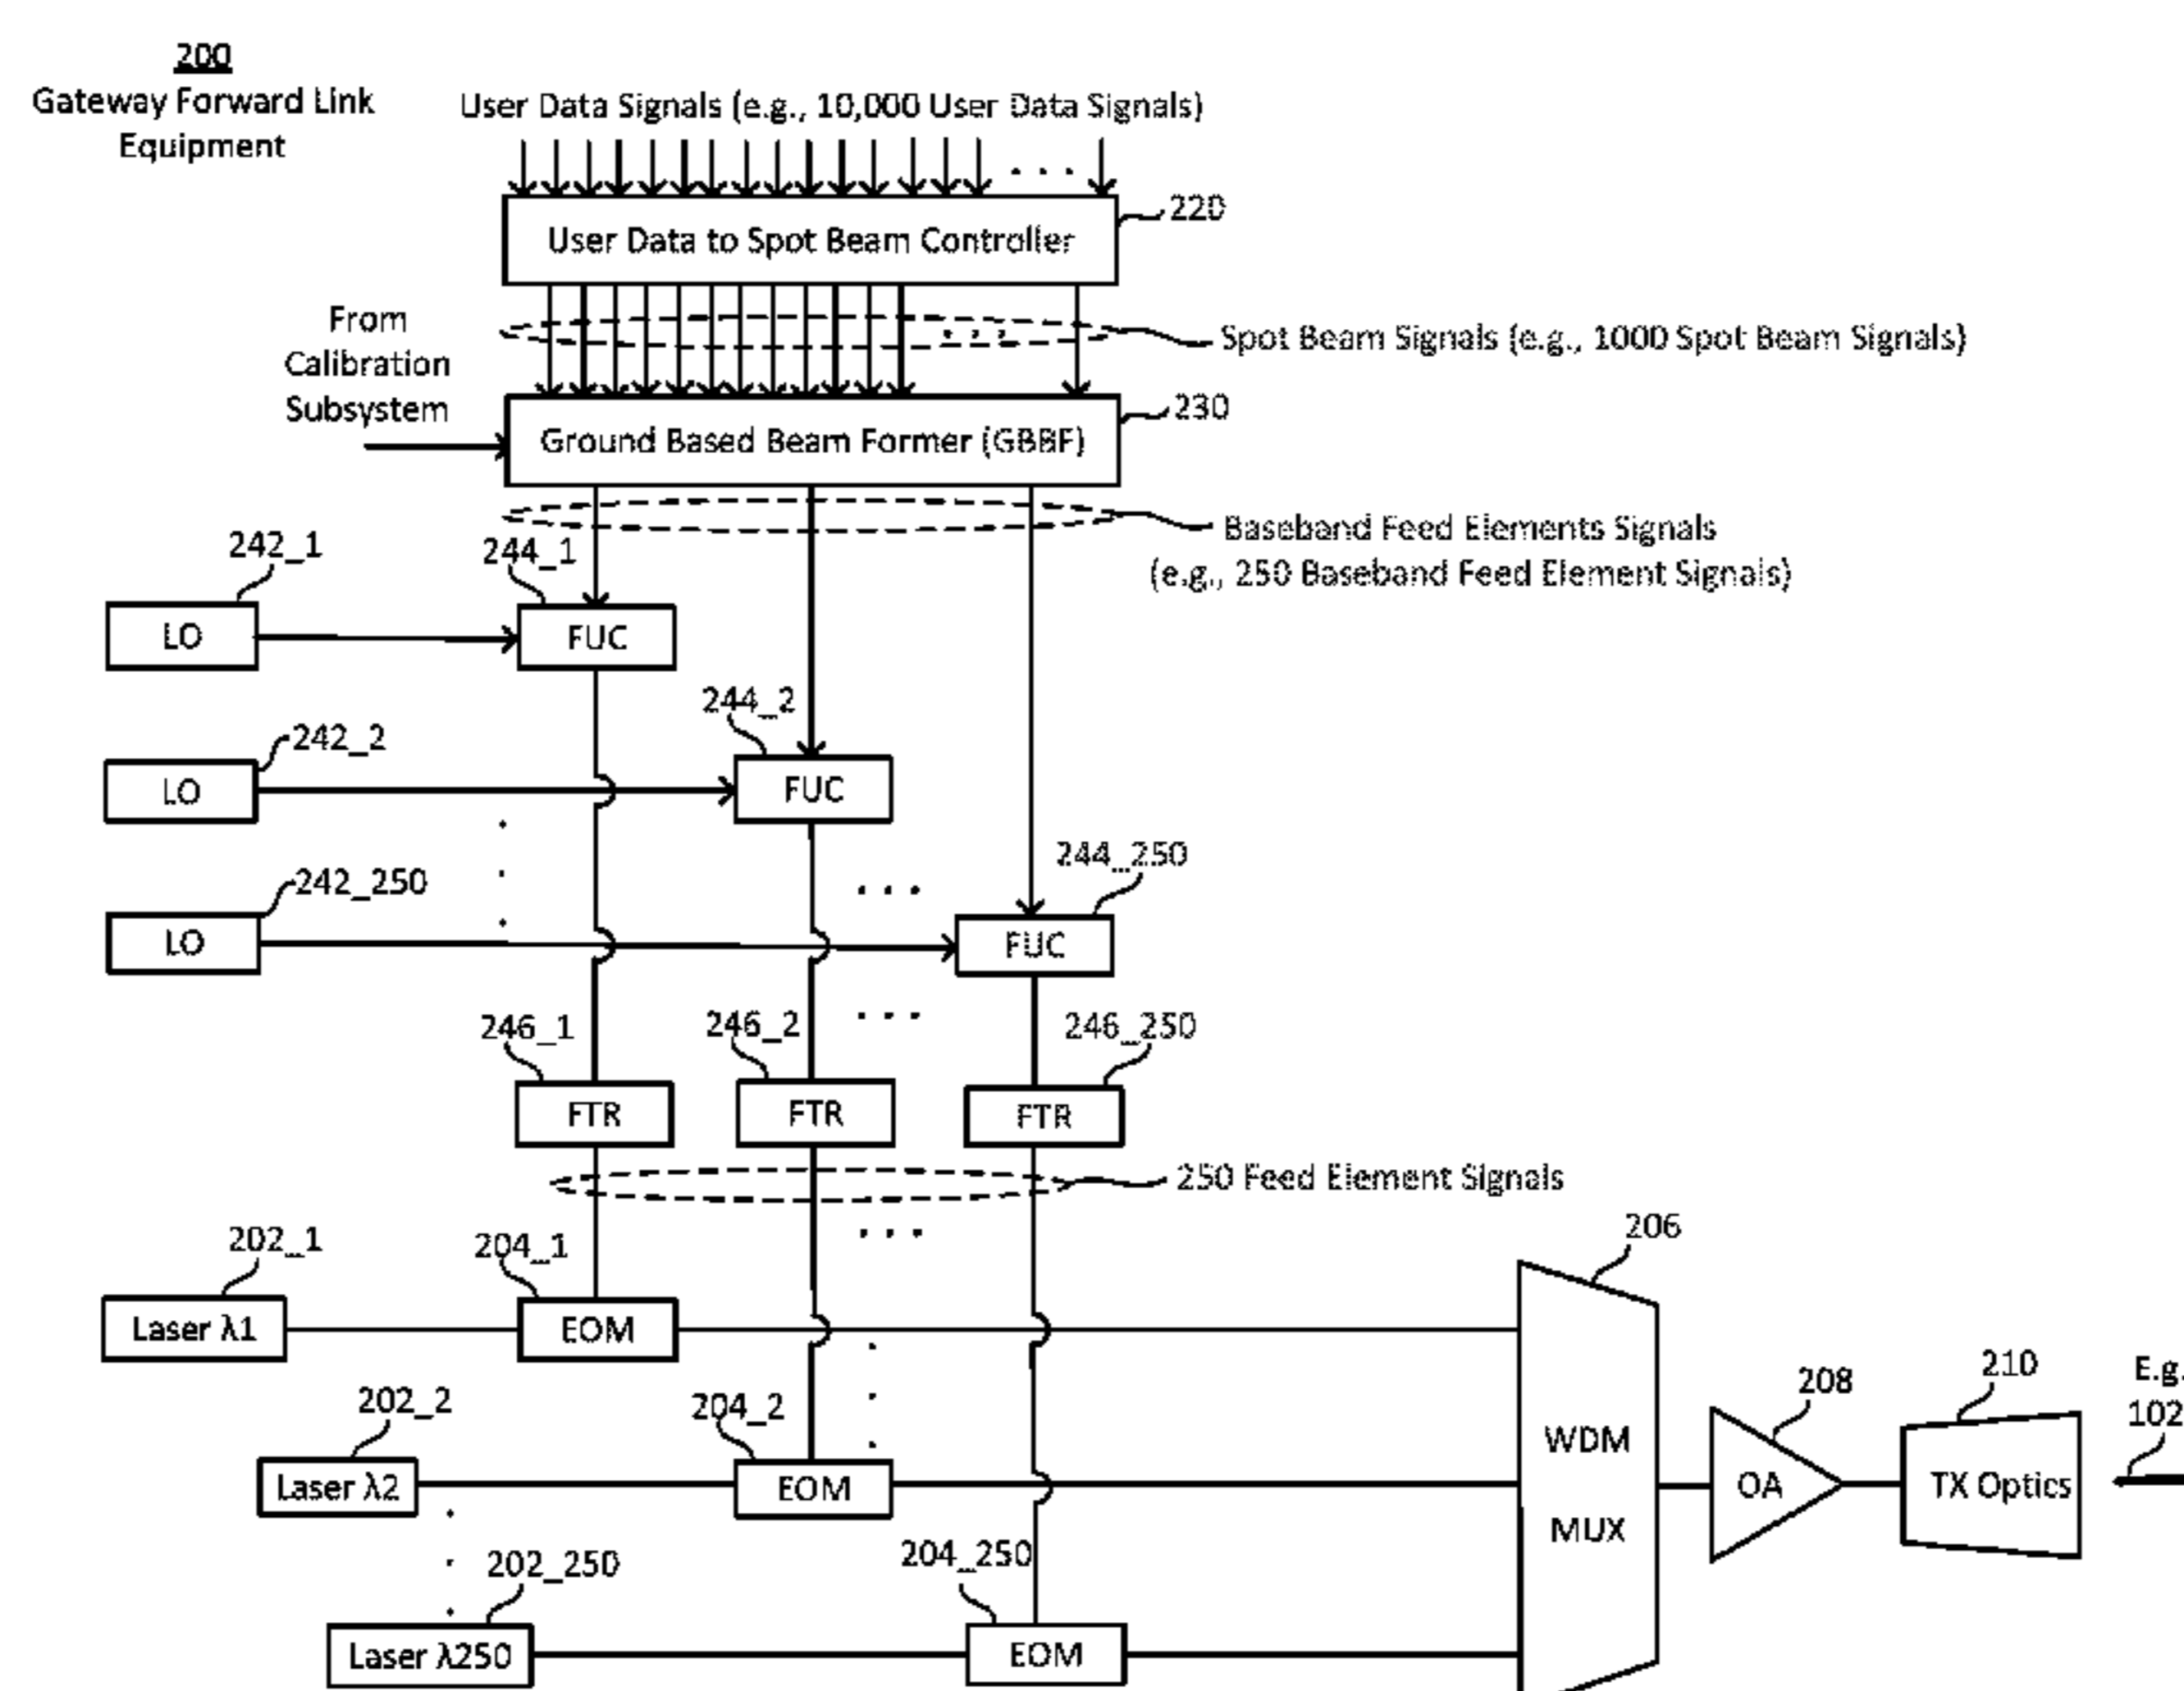 200
Gateway Forward Link
Equipment
User Data Signals (e.g., 10,000 User Data Signals)
. . .
220
User Data to Spot Beam Controller
From
Calibration
Subsystem
. . .
Spot Beam Signals (e.g., 1000 Spot Beam Signals)
230
Ground Based Beam Former (GBBF)
Baseband Feed Elements Signals
(e.g., 250 Baseband Feed Element Signals)
242_1
244_1
LO
FUC
244_2
242_2
LO
FUC
244_250
242_250
. . .
LO
FUC
246_1
246_2
. . .
246_250
FTR
FTR
FTR
250 Feed Element Signals
. . .
202_1
204_1
206
Laser λ1
EOM
202_2
204_2
208
210
E.g.
102
WDM
MUX
Laser λ2
EOM
OA
TX Optics
202_250
204_250
Laser λ250
EOM